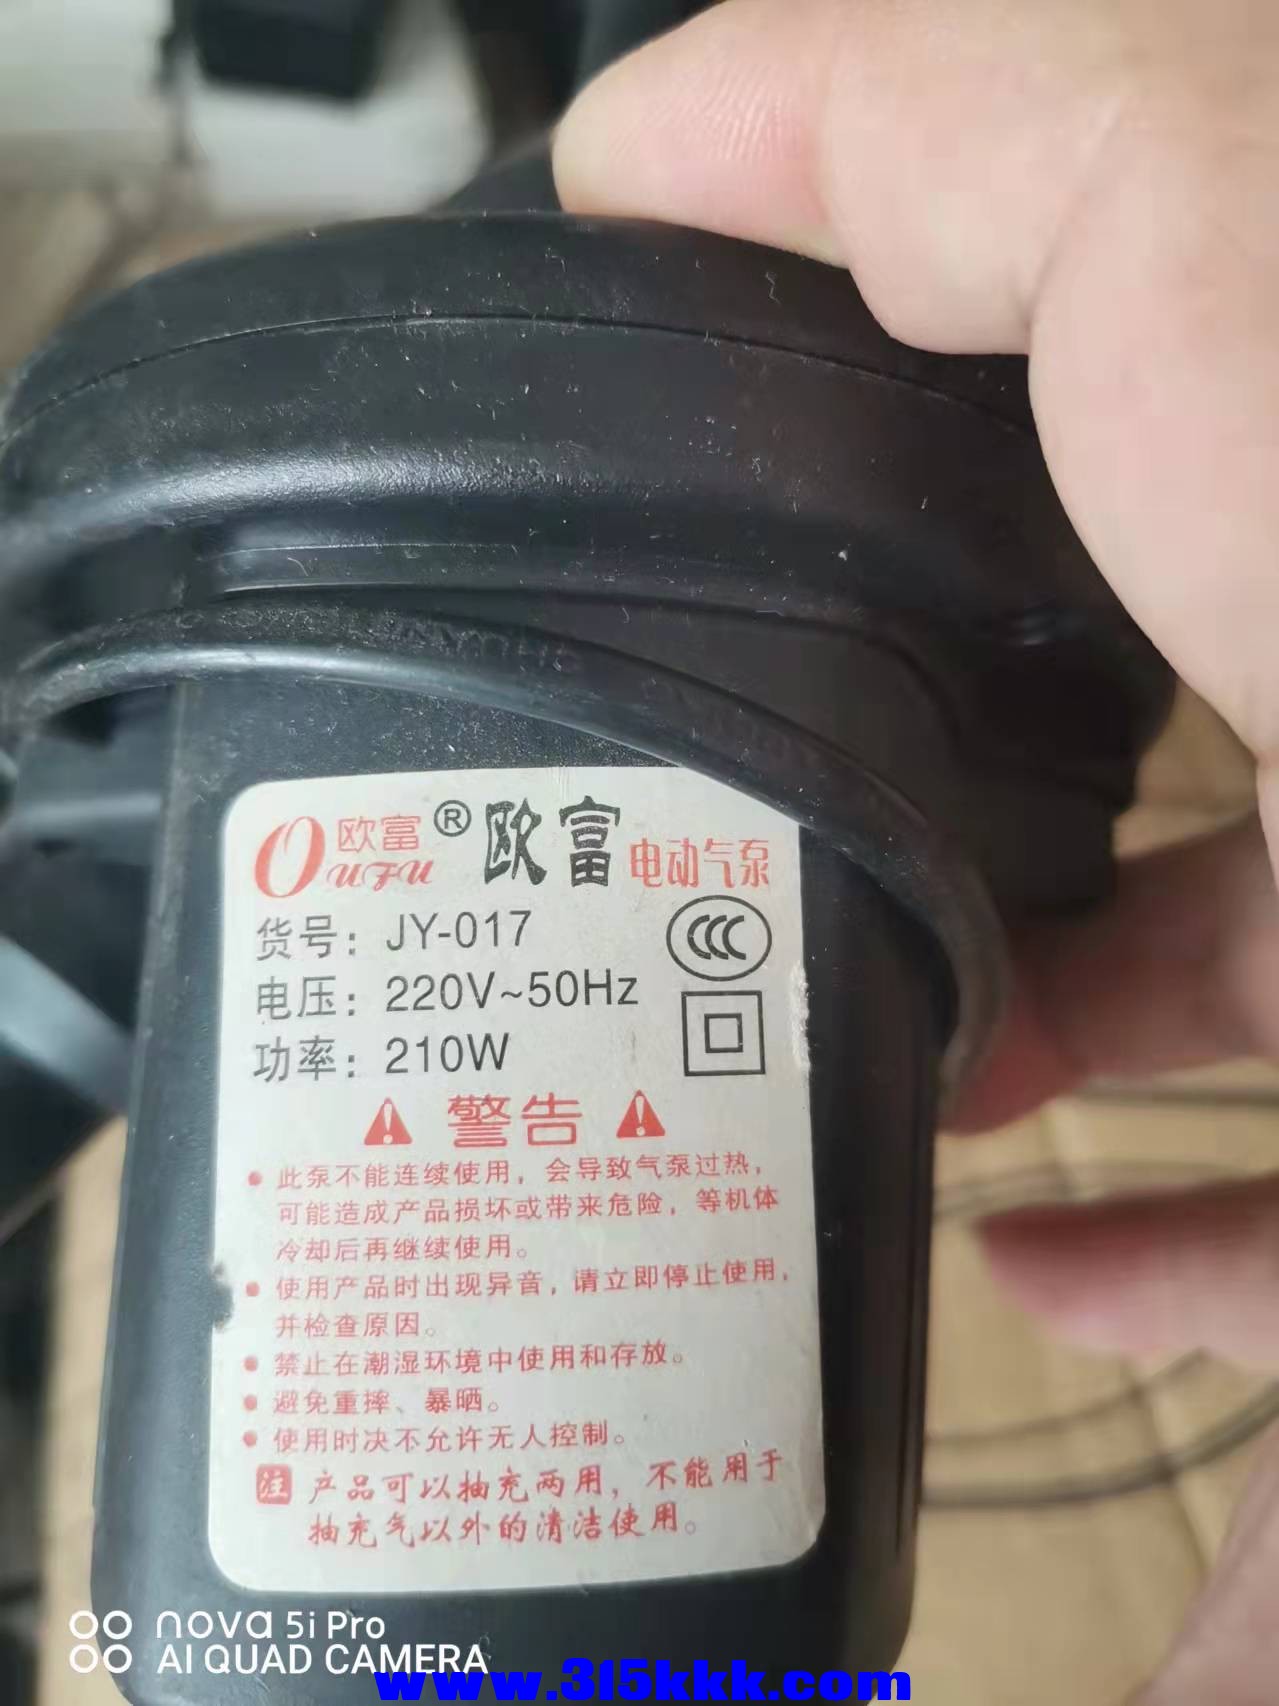 欧富
OUFU
® 欧富 电动气泵
货号：JY-017
电压：220V~50Hz
功率：210W
警告
此泵不能连续使用，会导致气泵过热，
可能造成产品损坏或带来危险，等机体
冷却后再继续使用。
使用产品时出现异音，请立即停止使用，
并检查原因。
禁止在潮湿环境中使用和存放。
避免重摔、暴晒。
使用时决不允许无人控制。
注 产品可以抽充两用，不能用于
抽充气以外的清洁使用。
nova 5i Pro
AI QUAD CAMERA
www.315kkk.com